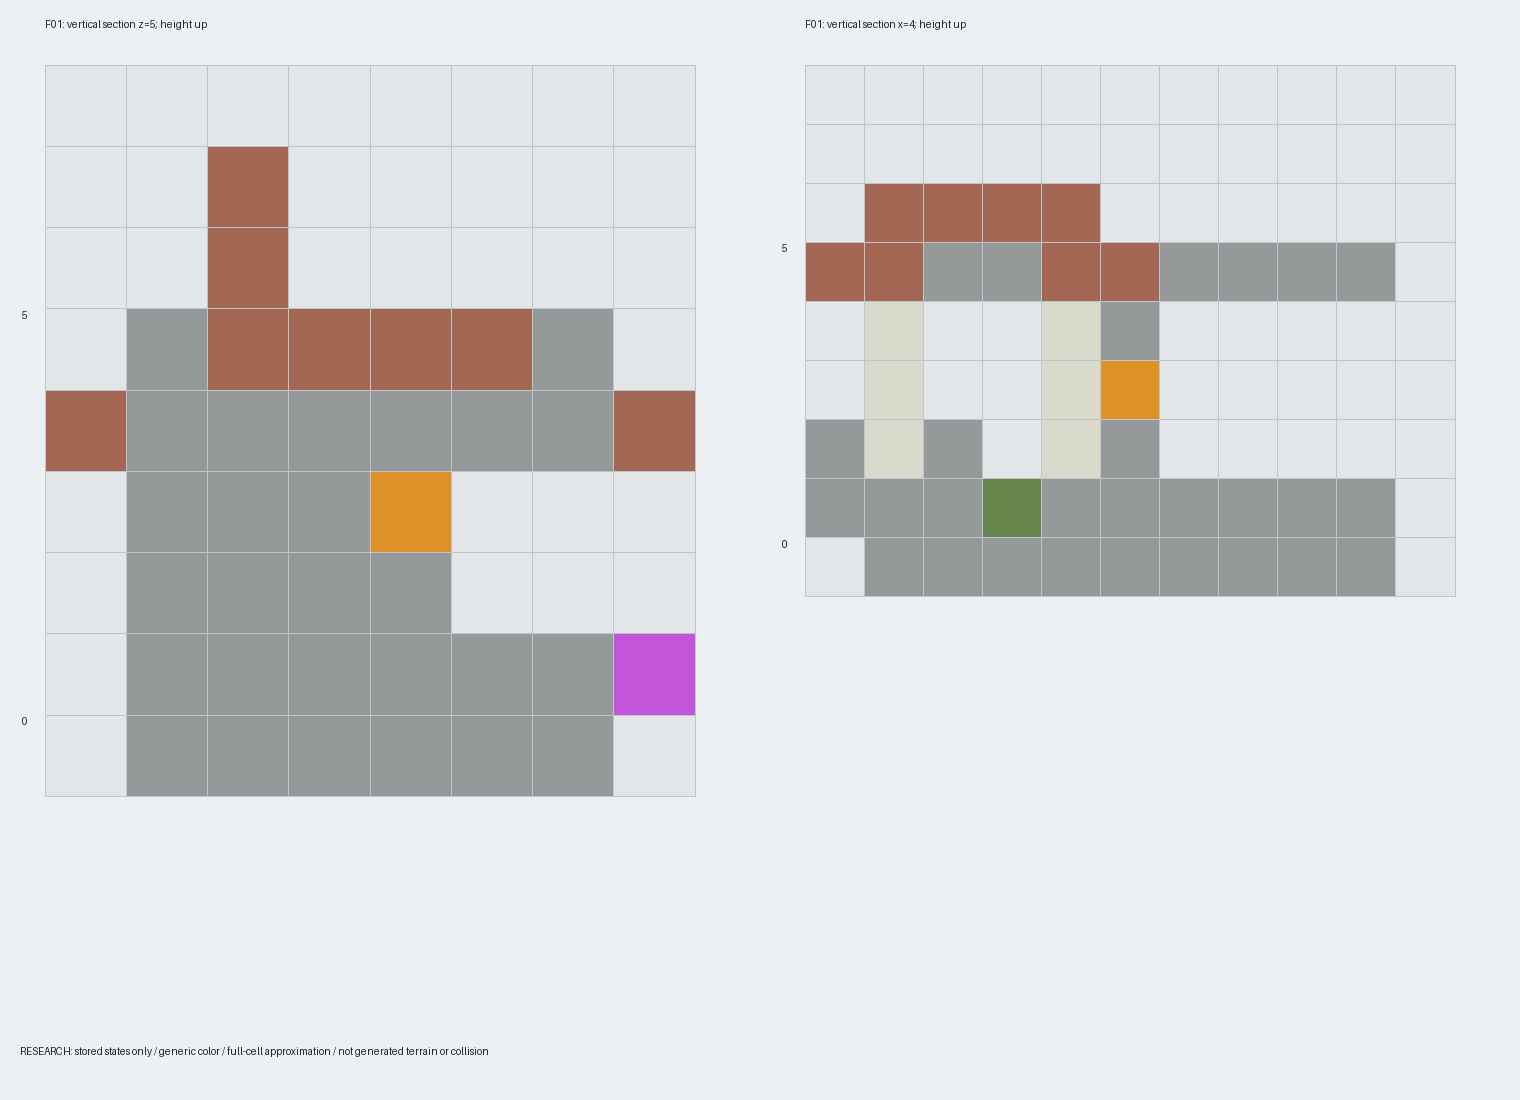 F01: vertical section z=5; height up
F01: vertical section x=4; height up
5
0
5
0
RESEARCH: stored states only / generic color / full-cell approximation / not generated terrain or collision